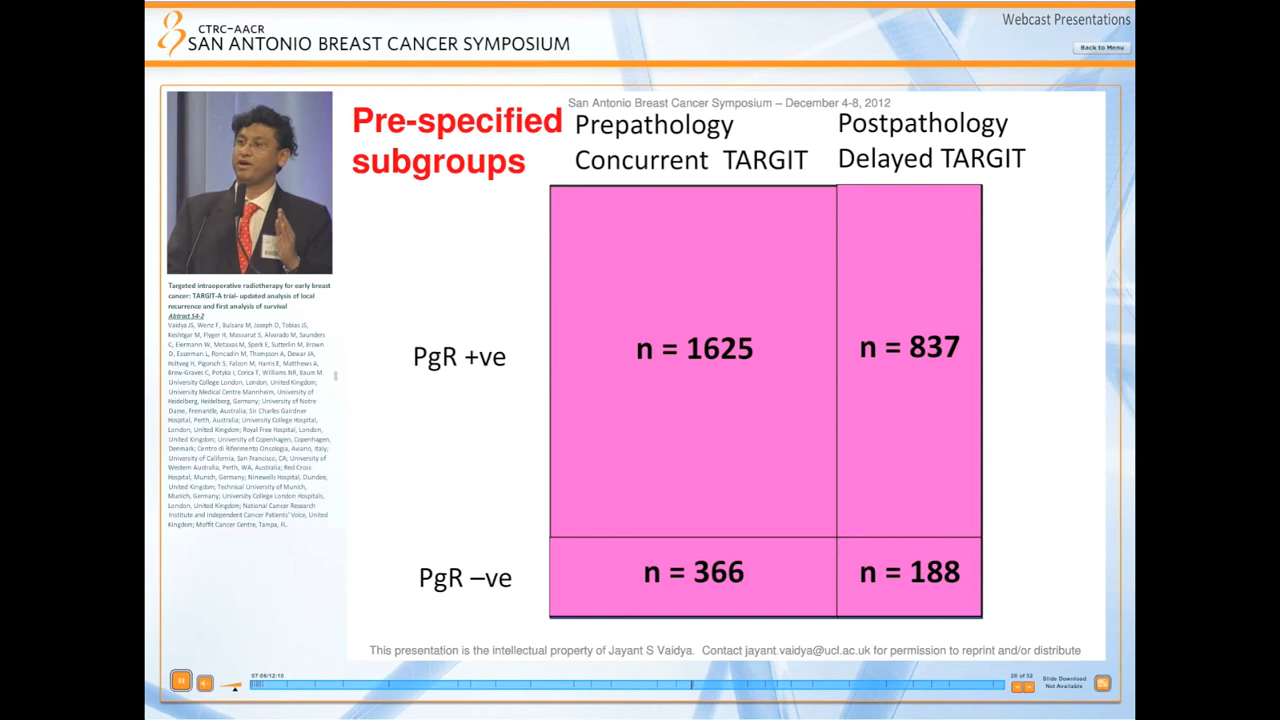 CTRC–AACR
SAN ANTONIO BREAST CANCER SYMPOSIUM
Webcast Presentations
Back to Menu
San Antonio Breast Cancer Symposium – December 4-8, 2012
Pre-specified
subgroups
Prepathology
Concurrent TARGIT
Postpathology
Delayed TARGIT
PgR +ve
n = 1625
n = 837
PgR –ve
n = 366
n = 188
This presentation is the intellectual property of Jayant S Vaidya. Contact jayant.vaidya@ucl.ac.uk for permission to reprint and/or distribute
Targeted intraoperative radiotherapy for early breast
cancer: TARGIT-A trial- updated analysis of local
recurrence and first analysis of survival
Abtract S4-2
Vaidya JS, Wenz F, Bulsara M, Joseph D, Tobias JS,
Keshtgar M, Flyger H, Massarut S, Alvarado M, Saunders
C, Eiermann W, Metaxas M, Sperk E, Sutterlin M, Brown
D, Esserman L, Roncadin M, Thompson A, Dewar JA,
Holtveg H, Pigorsch S, Falzon M, Harris E, Matthews A,
Brew-Graves C, Potyka I, Corica T, Williams NR, Baum M.
University College London, London, United Kingdom;
University Medical Centre Mannheim, University of
Heidelberg, Heidelberg, Germany; University of Notre
Dame, Fremantle, Australia; Sir Charles Gairdner
Hospital, Perth, Australia; University College Hospital,
London, United Kingdom; Royal Free Hospital, London,
United Kingdom; University of Copenhagen, Copenhagen,
Denmark; Centro di Riferimento Oncologia, Aviano, Italy;
University of California, San Francisco, CA; University of
Western Australia, Perth, WA, Australia; Red Cross
Hospital, Munich, Germany; Ninewells Hospital, Dundee,
United Kingdom; Technical University of Munich,
Munich, Germany; University College London Hospitals,
London, United Kingdom; National Cancer Research
Institute and Independent Cancer Patients' Voice, United
Kingdom; Moffit Cancer Centre, Tampa, FL.
07:06/12:10
20 of 32
Slide Download
Not Available